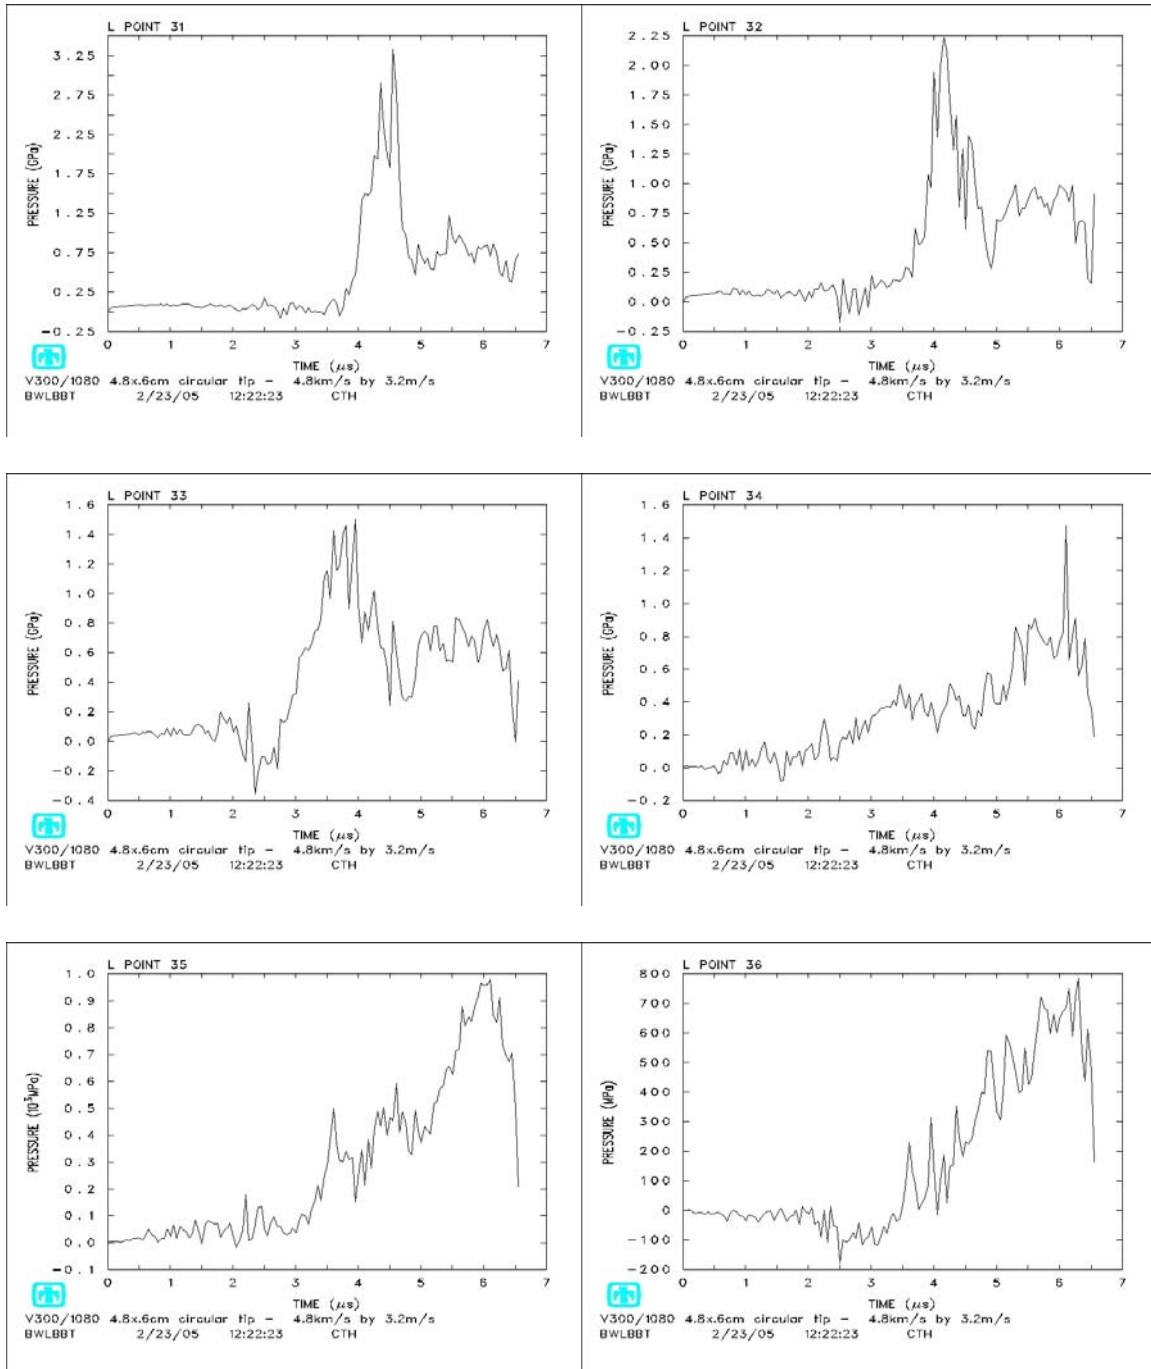 L POINT 31
3.25
2.75
2.25
1.75
1.25
0.75
0.25
-0.25
PRESSURE (GPa)
0 1 2 3 4 5 6 7
TIME (μs)
V300/1080 4.8x.6cm circular tip - 4.8km/s by 3.2m/s
BWLBBT 2/23/05 12:22:23 CTH
L POINT 32
2.25
2.00
1.75
1.50
1.25
1.00
0.75
0.50
0.25
0.00
-0.25
PRESSURE (GPa)
0 1 2 3 4 5 6 7
TIME (μs)
V300/1080 4.8x.6cm circular tip - 4.8km/s by 3.2m/s
BWLBBT 2/23/05 12:22:23 CTH
L POINT 33
1.6
1.4
1.2
1.0
0.8
0.6
0.4
0.2
0.0
-0.2
-0.4
PRESSURE (GPa)
0 1 2 3 4 5 6 7
TIME (μs)
V300/1080 4.8x.6cm circular tip - 4.8km/s by 3.2m/s
BWLBBT 2/23/05 12:22:23 CTH
L POINT 34
1.6
1.4
1.2
1.0
0.8
0.6
0.4
0.2
0.0
-0.2
PRESSURE (GPa)
0 1 2 3 4 5 6 7
TIME (μs)
V300/1080 4.8x.6cm circular tip - 4.8km/s by 3.2m/s
BWLBBT 2/23/05 12:22:23 CTH
L POINT 35
1.0
0.9
0.8
0.7
0.6
0.5
0.4
0.3
0.2
0.1
0.0
-0.1
PRESSURE (10³MPa)
0 1 2 3 4 5 6 7
TIME (μs)
V300/1080 4.8x.6cm circular tip - 4.8km/s by 3.2m/s
BWLBBT 2/23/05 12:22:23 CTH
L POINT 36
800
700
600
500
400
300
200
100
0
-100
-200
PRESSURE (MPa)
0 1 2 3 4 5 6 7
TIME (μs)
V300/1080 4.8x.6cm circular tip - 4.8km/s by 3.2m/s
BWLBBT 2/23/05 12:22:23 CTH